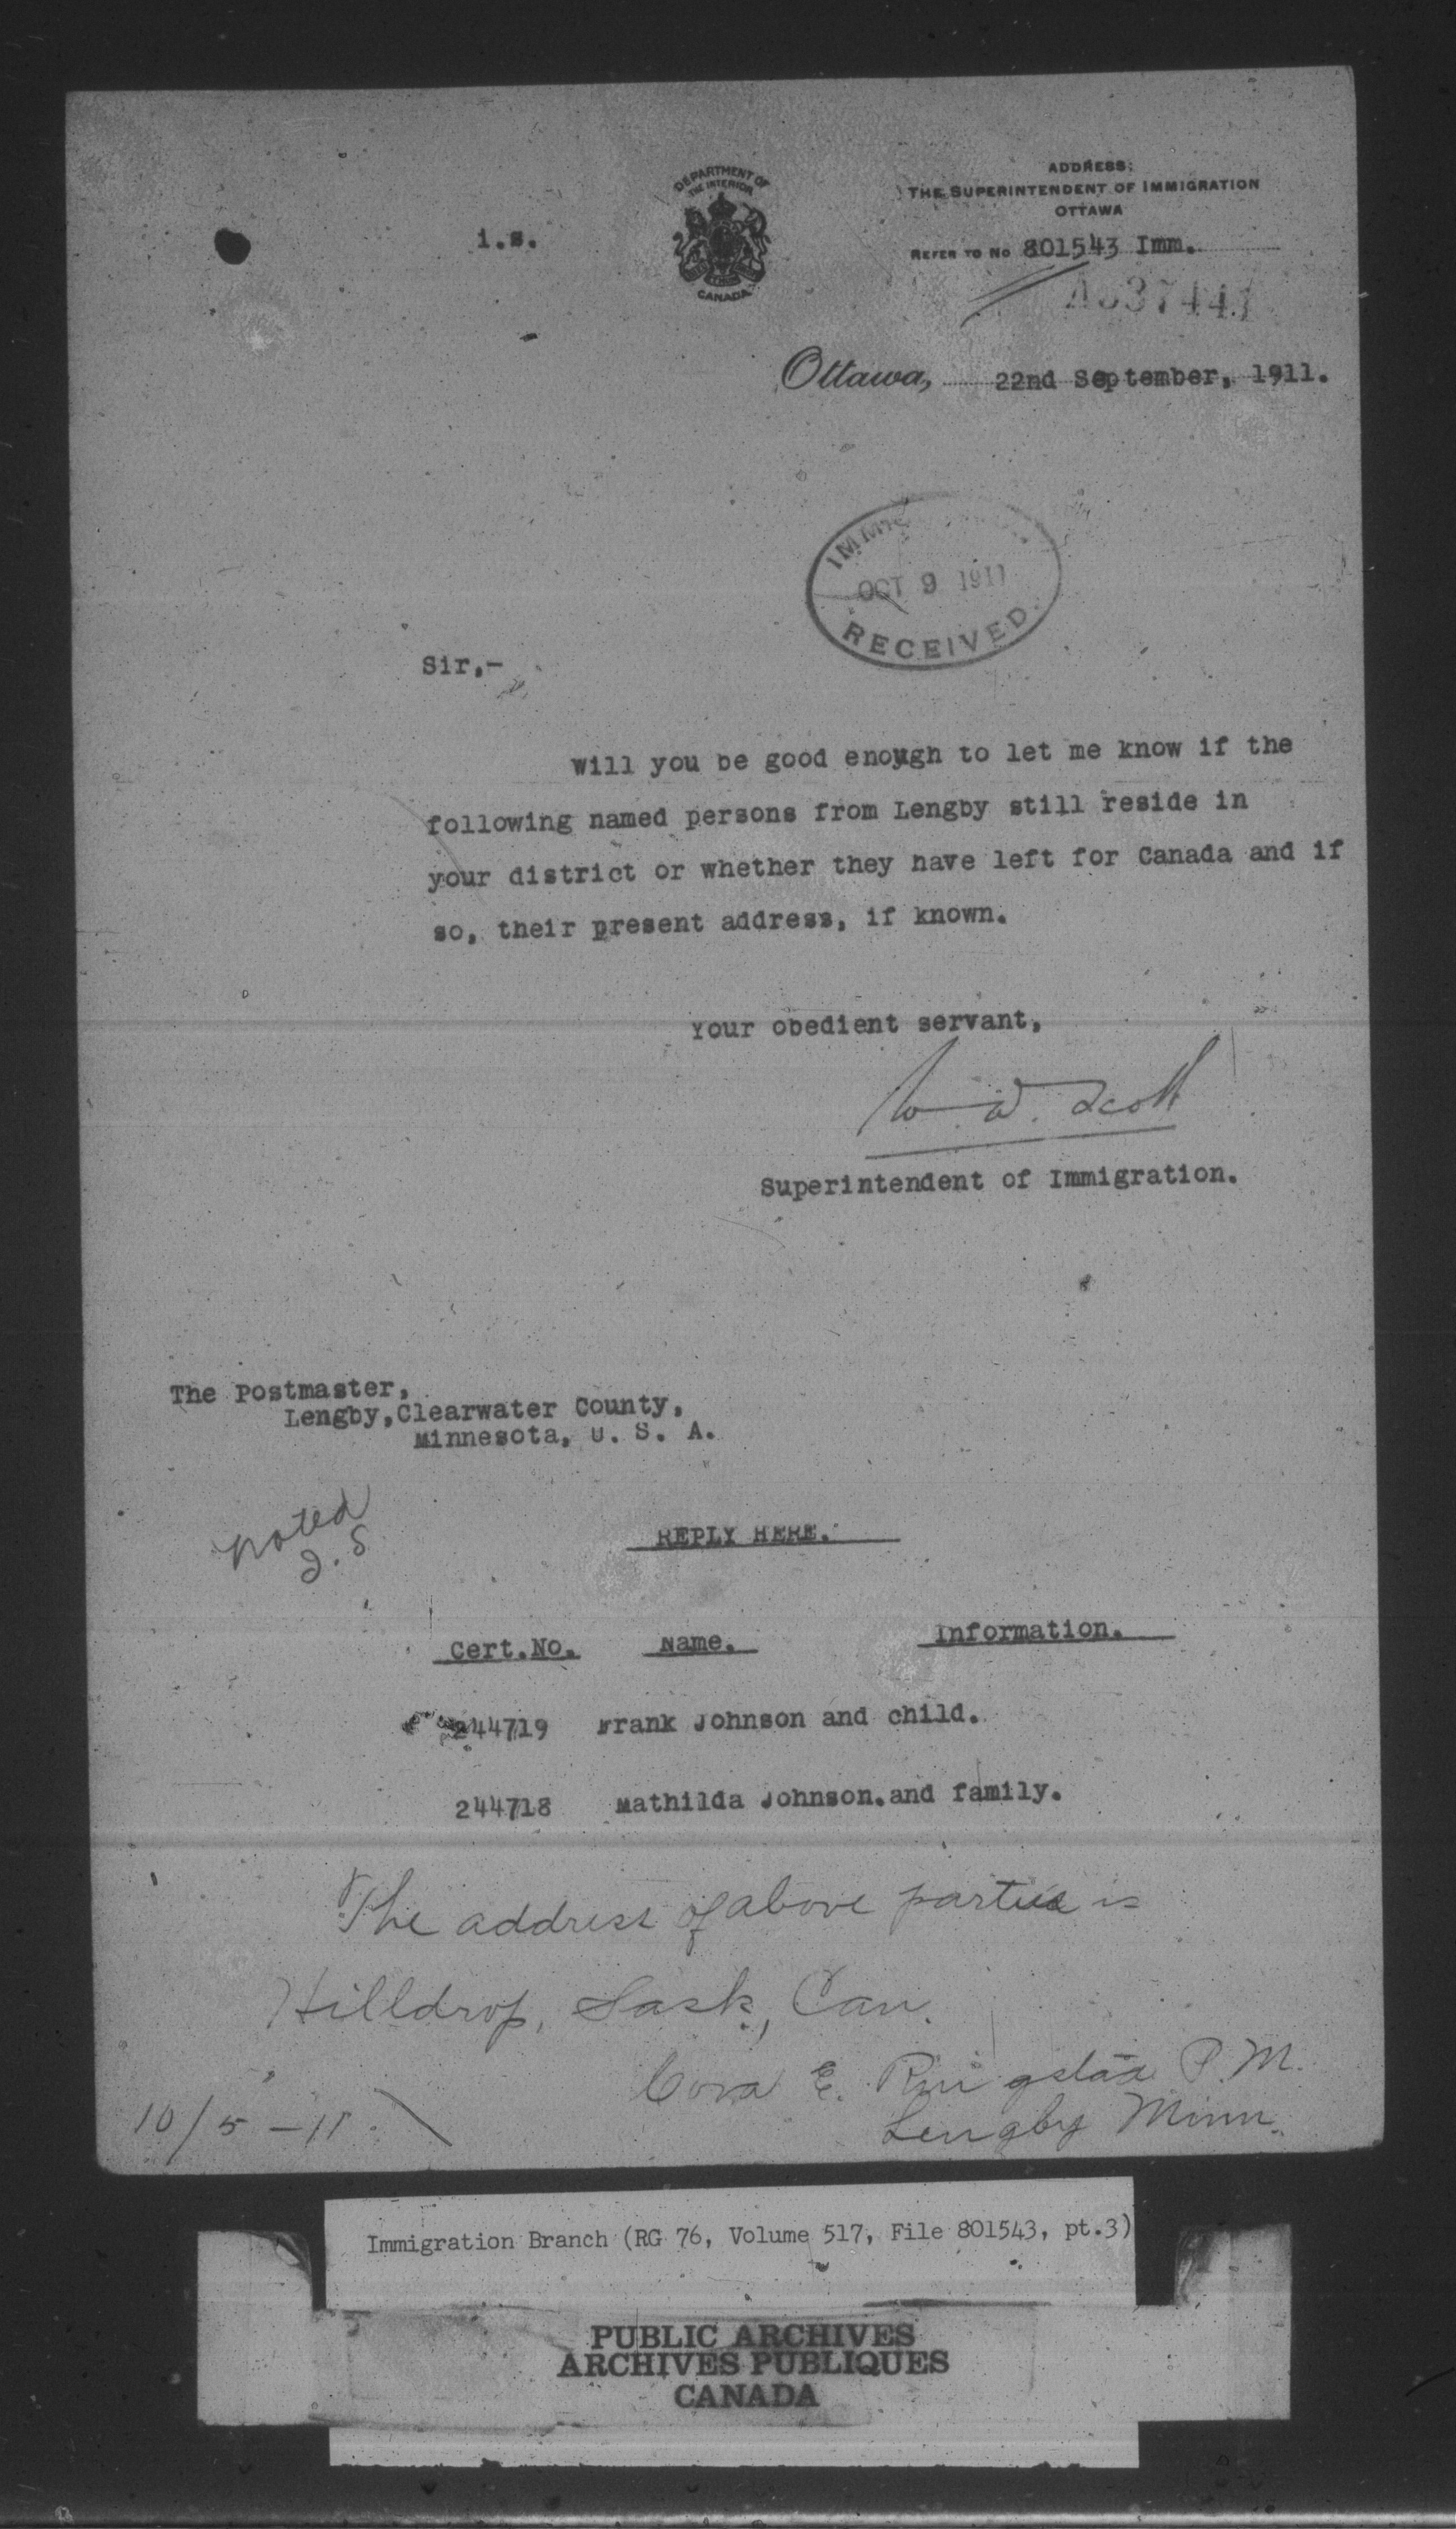 ADDRESS:
THE SUPERINTENDENT OF IMMIGRATION
OTTAWA
DEPARTMENT OF
THE INTERIOR
CANADA
i.s.
REFER TO No 801543 Imm.
Ottawa, 22nd September, 1911.
OCT 9 1911
RECEIVED
Sir,-
Will you be good enough to let me know if the
following named persons from Lengby still reside in
your district or whether they have left for Canada and if
so, their present address, if known.
Your obedient servant,
W. D. Scott
Superintendent of Immigration.
The Postmaster,
Lengby, Clearwater County,
Minnesota, U. S. A.
noted
REPLY HERE.
Cert.No. Name. Information.
244719 Frank Johnson and child.
244718 Mathilda Johnson.and family.
The address of above parties is
Hilldrop, Sask, Can.
Cora E. Ringstad P.M.
Lengby Minn.
10/5-11.
Immigration Branch (RG 76, Volume 517, File 801543, pt.3)
PUBLIC ARCHIVES
ARCHIVES PUBLIQUES
CANADA